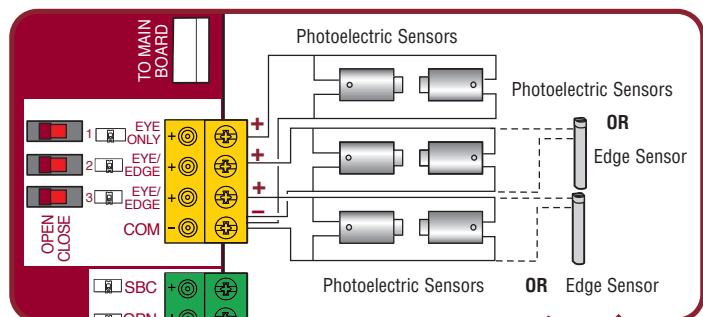 TO MAIN
BOARD
Photoelectric Sensors
Photoelectric Sensors
OR
Edge Sensor
1 EYE
ONLY + +
2 EYE/
EDGE + +
3 EYE/
EDGE + +
COM - −
OPEN
CLOSE
Photoelectric Sensors OR Edge Sensor
SBC +